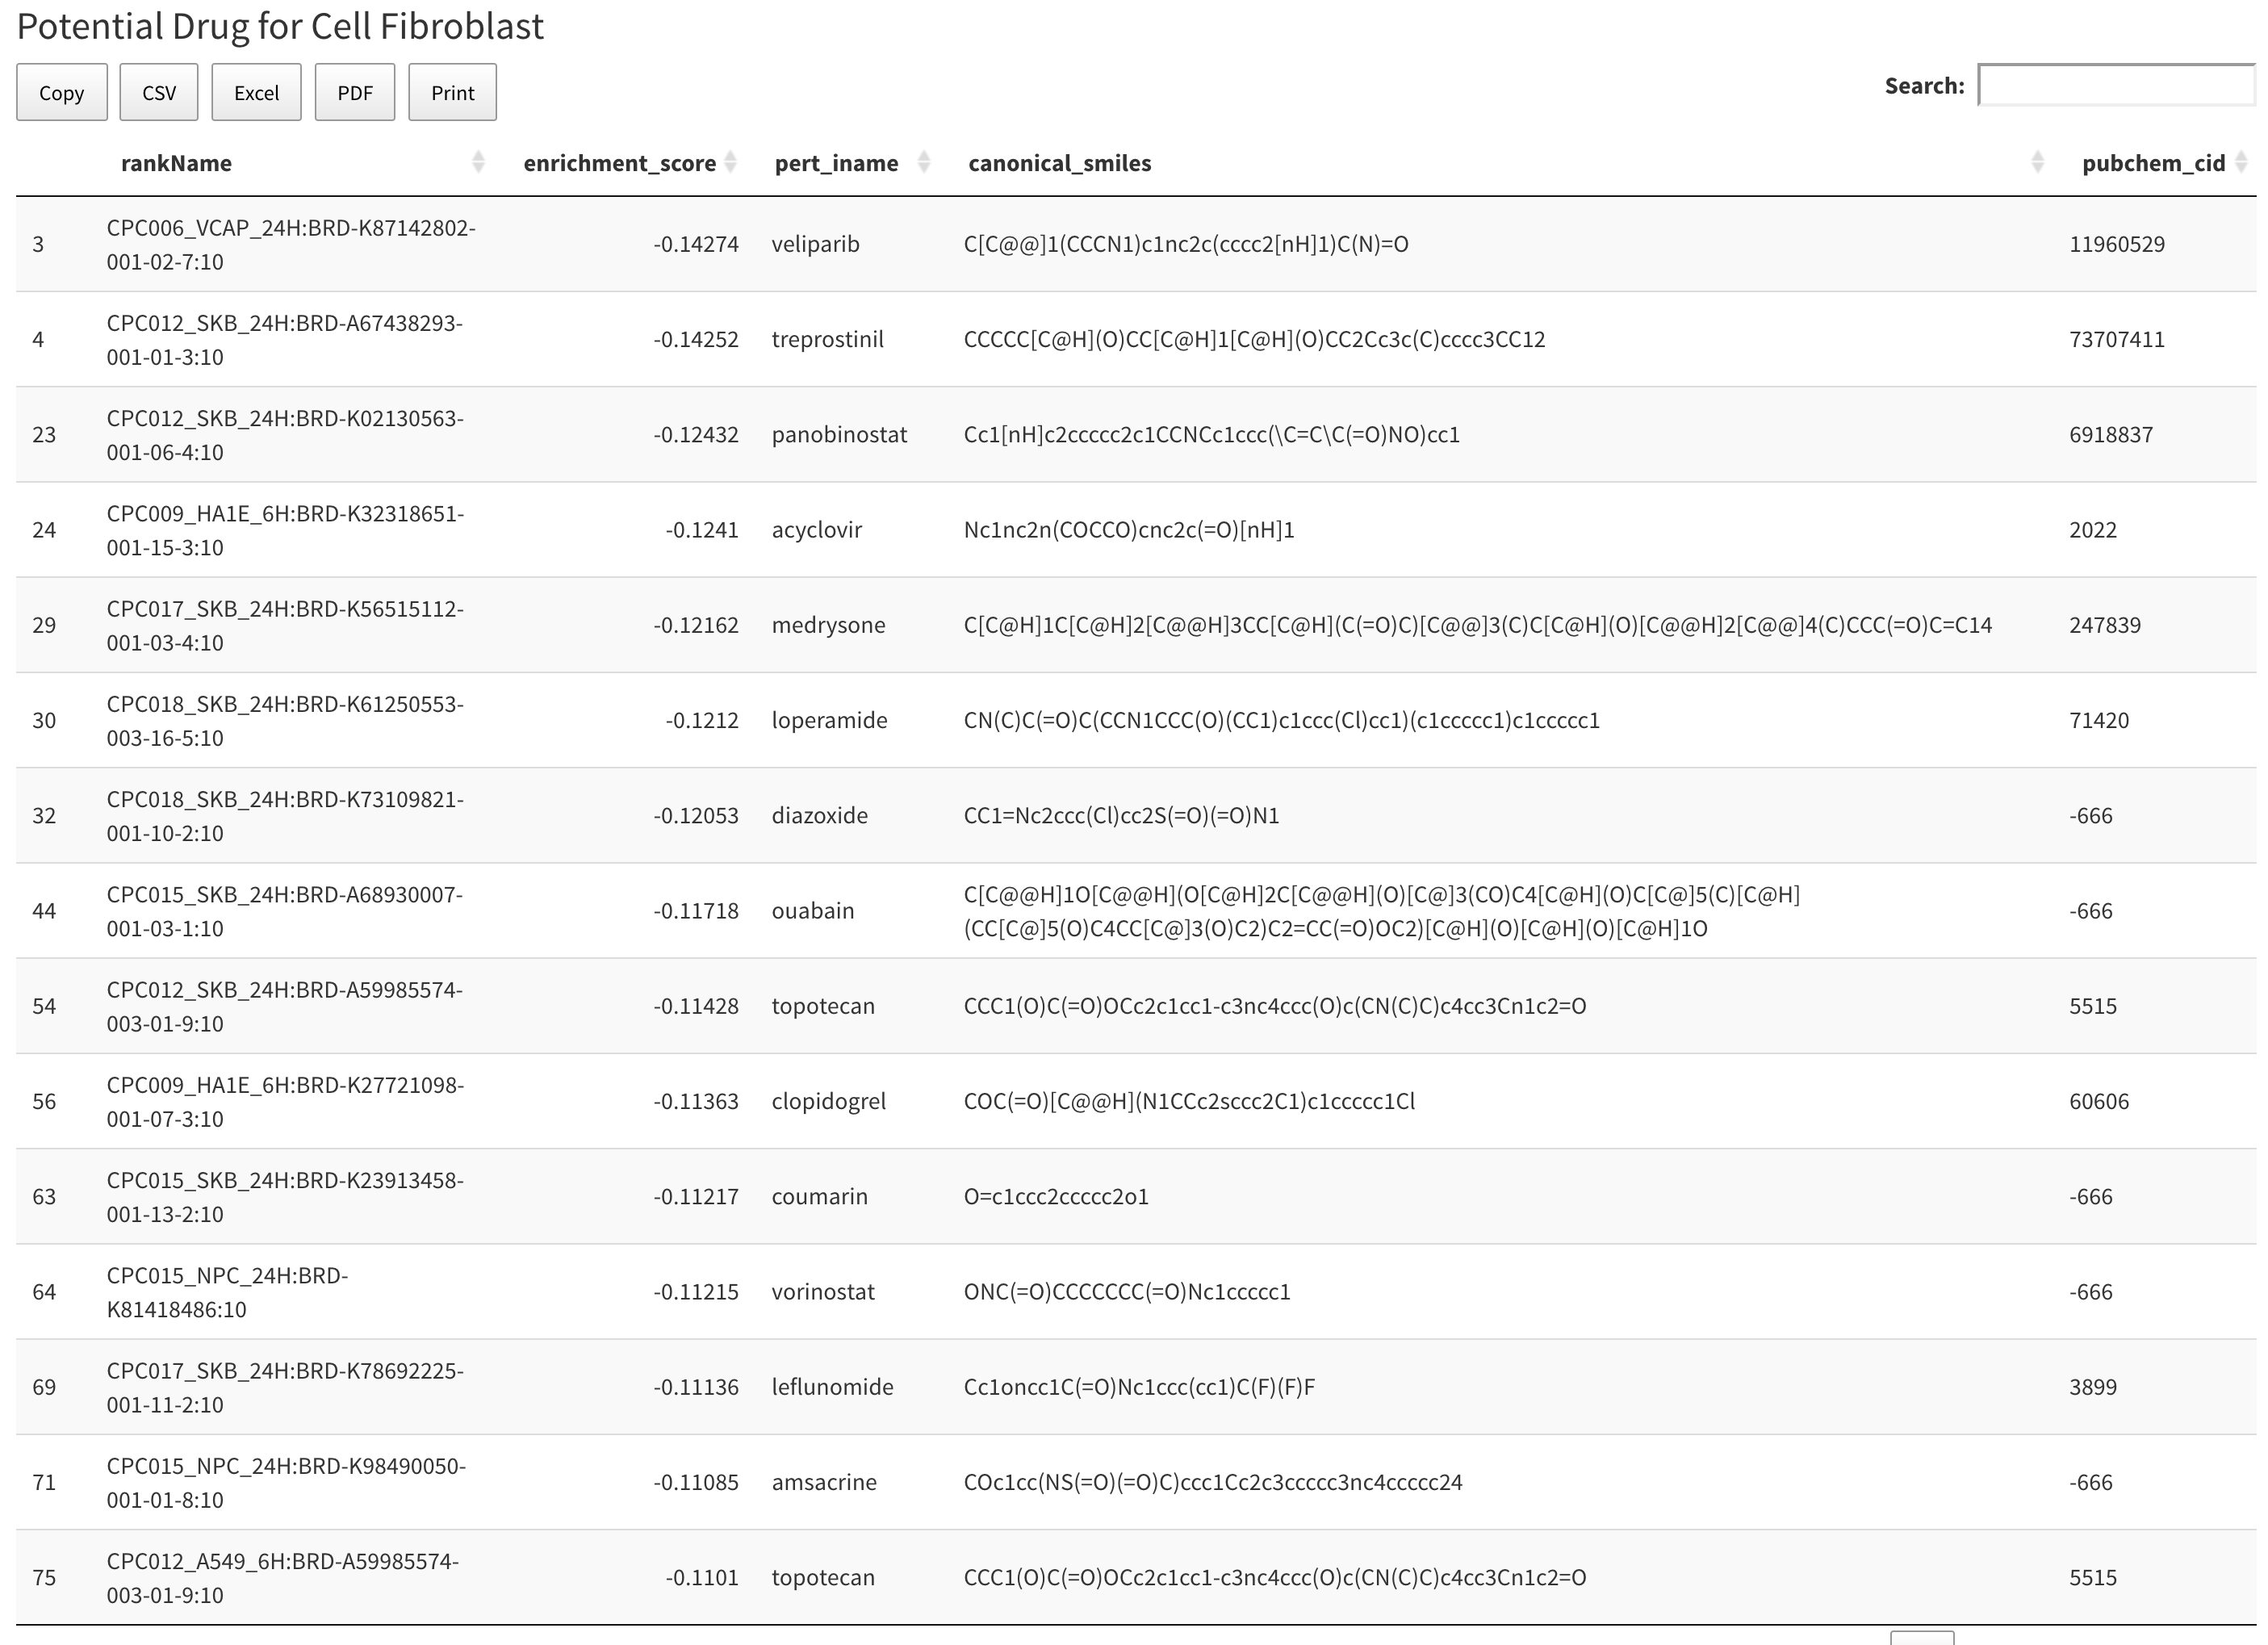 Potential Drug for Cell Fibroblast
Copy CSV Excel PDF Print Search:
rankName enrichment_score pert_iname canonical_smiles pubchem_cid
3 CPC006_VCAP_24H:BRD-K87142802-
001-02-7:10 -0.14274 veliparib C[C@@]1(CCCN1)c1nc2c(cccc2[nH]1)C(N)=O 11960529
4 CPC012_SKB_24H:BRD-A67438293-
001-01-3:10 -0.14252 treprostinil CCCCC[C@H](O)CC[C@H]1[C@H](O)CC2Cc3c(C)cccc3CC12 73707411
23 CPC012_SKB_24H:BRD-K02130563-
001-06-4:10 -0.12432 panobinostat Cc1[nH]c2ccccc2c1CCNCc1ccc(\C=C\C(=O)NO)cc1 6918837
24 CPC009_HA1E_6H:BRD-K32318651-
001-15-3:10 -0.1241 acyclovir Nc1nc2n(COCCO)cnc2c(=O)[nH]1 2022
29 CPC017_SKB_24H:BRD-K56515112-
001-03-4:10 -0.12162 medrysone C[C@H]1C[C@H]2[C@@H]3CC[C@H](C(=O)C)[C@@]3(C)C[C@H](O)[C@@H]2[C@@]4(C)CCC(=O)C=C14 247839
30 CPC018_SKB_24H:BRD-K61250553-
003-16-5:10 -0.1212 loperamide CN(C)C(=O)C(CCN1CCC(O)(CC1)c1ccc(Cl)cc1)(c1ccccc1)c1ccccc1 71420
32 CPC018_SKB_24H:BRD-K73109821-
001-10-2:10 -0.12053 diazoxide CC1=Nc2ccc(Cl)cc2S(=O)(=O)N1 -666
44 CPC015_SKB_24H:BRD-A68930007-
001-03-1:10 -0.11718 ouabain C[C@@H]1O[C@@H](O[C@H]2C[C@@H](O)[C@]3(CO)C4[C@H](O)C[C@]5(C)[C@H]
(CC[C@]5(O)C4CC[C@]3(O)C2)C2=CC(=O)OC2)[C@H](O)[C@H](O)[C@H]1O -666
54 CPC012_SKB_24H:BRD-A59985574-
003-01-9:10 -0.11428 topotecan CCC1(O)C(=O)OCc2c1cc1-c3nc4ccc(O)c(CN(C)C)c4cc3Cn1c2=O 5515
56 CPC009_HA1E_6H:BRD-K27721098-
001-07-3:10 -0.11363 clopidogrel COC(=O)[C@@H](N1CCc2sccc2C1)c1ccccc1Cl 60606
63 CPC015_SKB_24H:BRD-K23913458-
001-13-2:10 -0.11217 coumarin O=c1ccc2ccccc2o1 -666
64 CPC015_NPC_24H:BRD-
K81418486:10 -0.11215 vorinostat ONC(=O)CCCCCCC(=O)Nc1ccccc1 -666
69 CPC017_SKB_24H:BRD-K78692225-
001-11-2:10 -0.11136 leflunomide Cc1oncc1C(=O)Nc1ccc(cc1)C(F)(F)F 3899
71 CPC015_NPC_24H:BRD-K98490050-
001-01-8:10 -0.11085 amsacrine COc1cc(NS(=O)(=O)C)ccc1Cc2c3ccccc3nc4ccccc24 -666
75 CPC012_A549_6H:BRD-A59985574-
003-01-9:10 -0.1101 topotecan CCC1(O)C(=O)OCc2c1cc1-c3nc4ccc(O)c(CN(C)C)c4cc3Cn1c2=O 5515